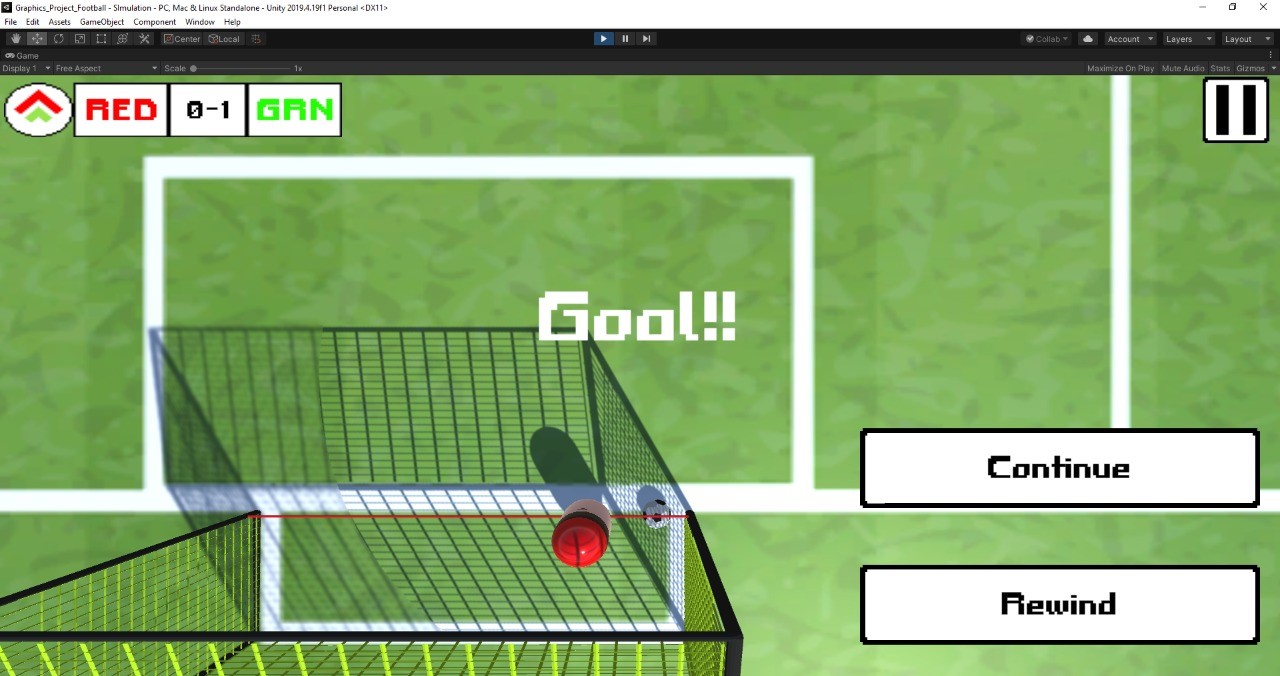 Graphics_Project_Football - SImulation - PC, Mac & Linux Standalone - Unity 2019.4.19f1 Personal <DX11>
File Edit Assets GameObject Component Window Help
Center Local Collab Account Layers Layout
Game
Display 1 Free Aspect Scale 1x Maximize On Play Mute Audio Stats Gizmos
RED 0-1 GRN
Goal!!
Continue
Rewind